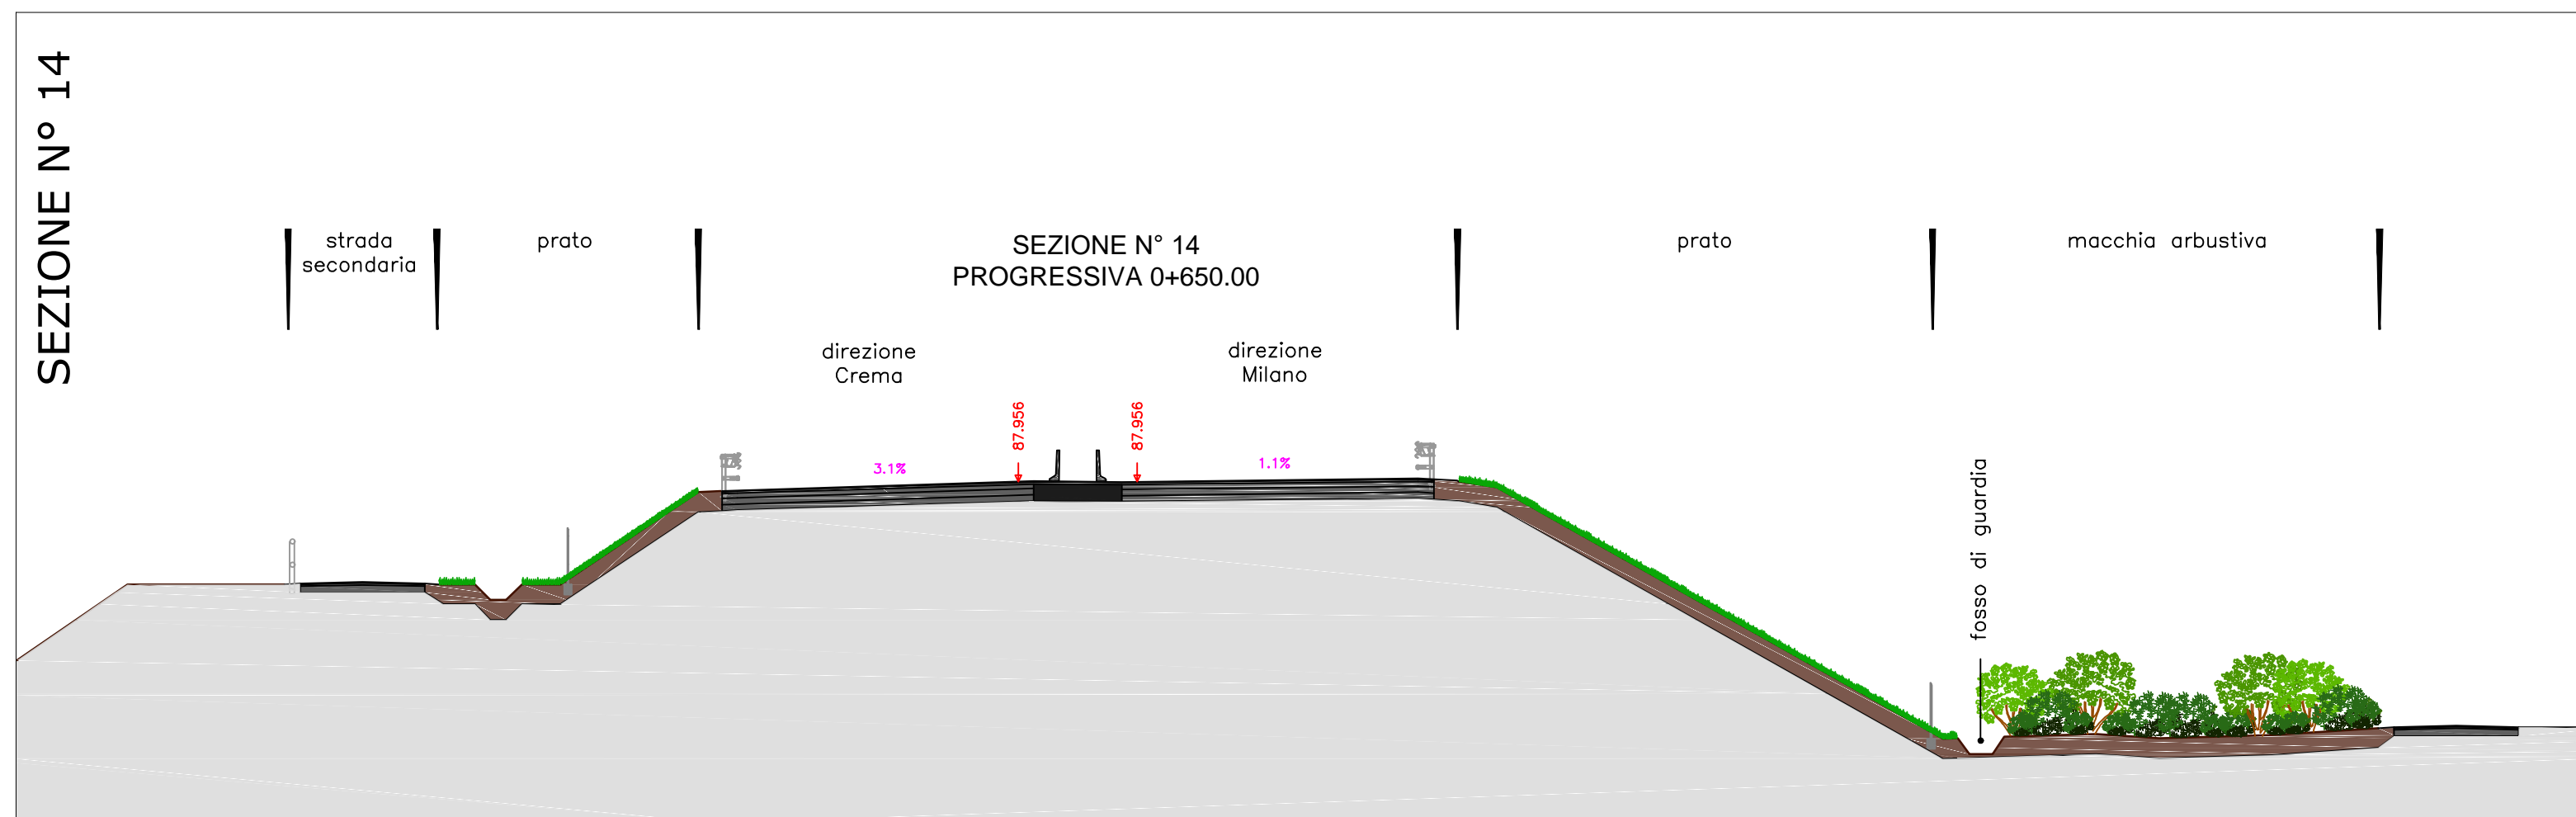 SEZIONE N° 14
strada
secondaria
prato
SEZIONE N° 14
PROGRESSIVA 0+650.00
prato
macchia arbustiva
direzione
Crema
direzione
Milano
87.956
87.956
3.1%
1.1%
fosso di guardia